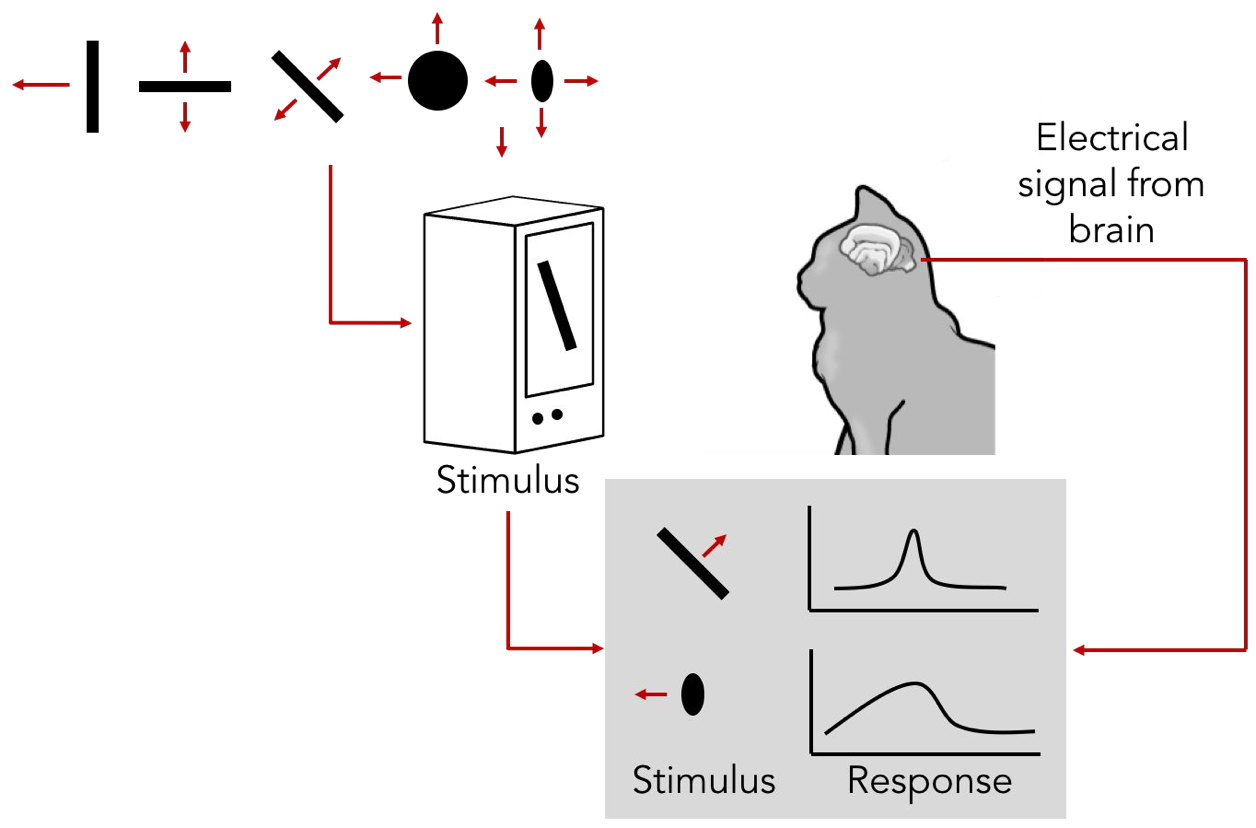 Electrical
signal from
brain
Stimulus
Stimulus
Response